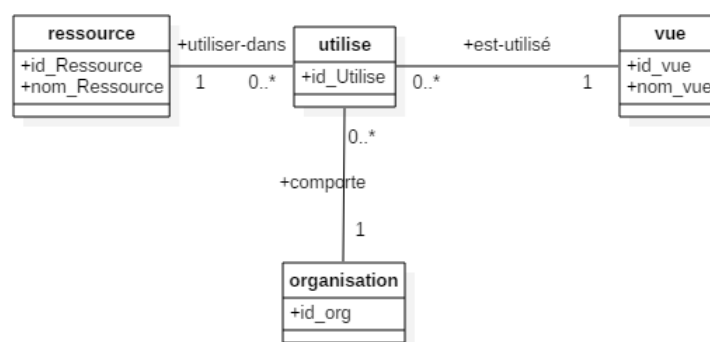 ressource
+id_Ressource
+nom_Ressource
+utiliser-dans
1
0..*
utilise
+id_Utilise
+est-utilisé
0..*
1
vue
+id_vue
+nom_vue
0..*
+comporte
1
organisation
+id_org